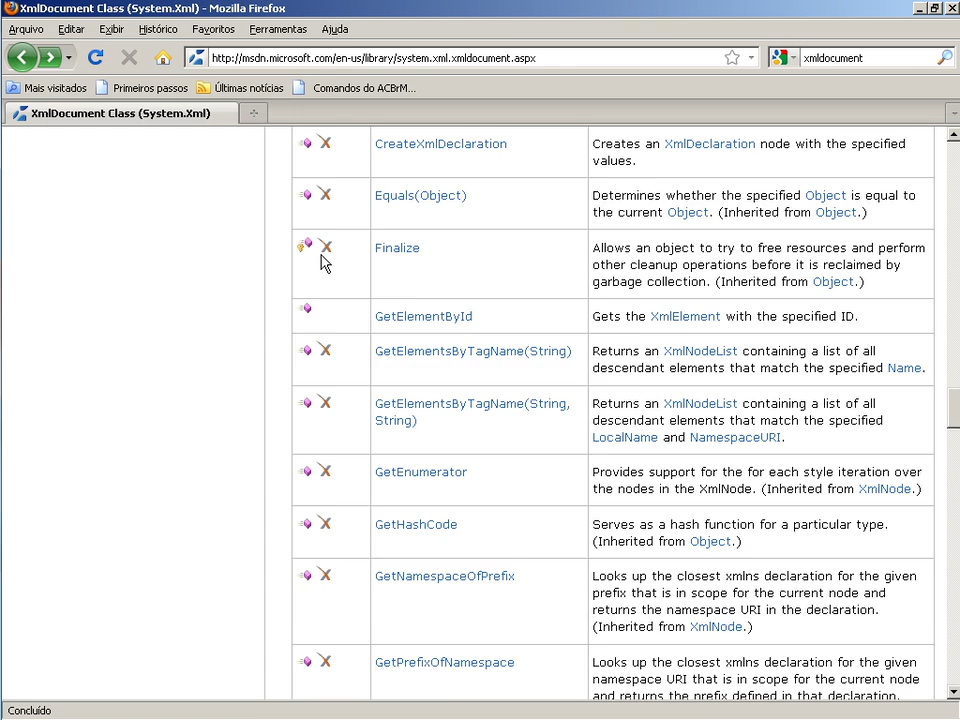 XmlDocument Class (System.Xml) - Mozilla Firefox
Arquivo Editar Exibir Histórico Favoritos Ferramentas Ajuda
http://msdn.microsoft.com/en-us/library/system.xml.xmldocument.aspx
xmldocument
Mais visitados Primeiros passos Últimas notícias Comandos do ACBrM...
XmlDocument Class (System.Xml)
CreateXmlDeclaration
Creates an XmlDeclaration node with the specified
values.
Equals(Object)
Determines whether the specified Object is equal to
the current Object. (Inherited from Object.)
Finalize
Allows an object to try to free resources and perform
other cleanup operations before it is reclaimed by
garbage collection. (Inherited from Object.)
GetElementById
Gets the XmlElement with the specified ID.
GetElementsByTagName(String)
Returns an XmlNodeList containing a list of all
descendant elements that match the specified Name.
GetElementsByTagName(String,
String)
Returns an XmlNodeList containing a list of all
descendant elements that match the specified
LocalName and NamespaceURI.
GetEnumerator
Provides support for the for each style iteration over
the nodes in the XmlNode. (Inherited from XmlNode.)
GetHashCode
Serves as a hash function for a particular type.
(Inherited from Object.)
GetNamespaceOfPrefix
Looks up the closest xmlns declaration for the given
prefix that is in scope for the current node and
returns the namespace URI in the declaration.
(Inherited from XmlNode.)
GetPrefixOfNamespace
Looks up the closest xmlns declaration for the given
namespace URI that is in scope for the current node
and returns the prefix defined in that declaration.
Concluído